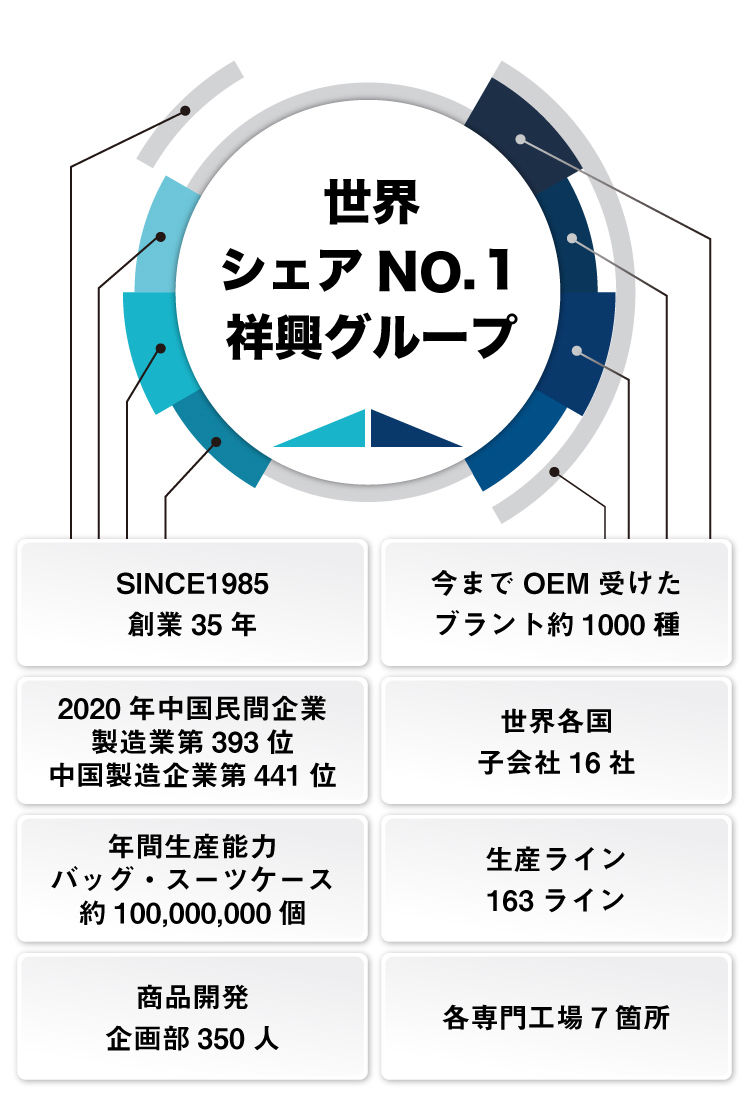 世界
シェア NO. 1
祥興グループ
SINCE1985
創業 35 年
今まで OEM 受けた
ブラント約 1000 種
2020 年中国民間企業
製造業第 393 位
中国製造企業第 441 位
世界各国
子会社 16 社
年間生産能力
バッグ・スーツケース
約 100,000,000 個
生産ライン
163 ライン
商品開発
企画部 350 人
各専門工場 7 箇所